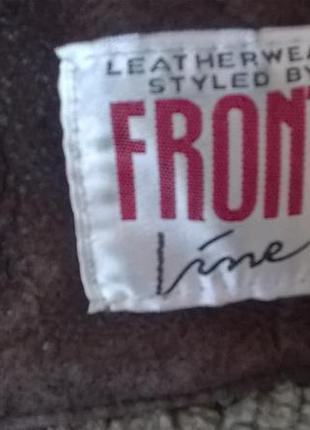 LEATHERWEA
STYLED BY
FRONT
Line